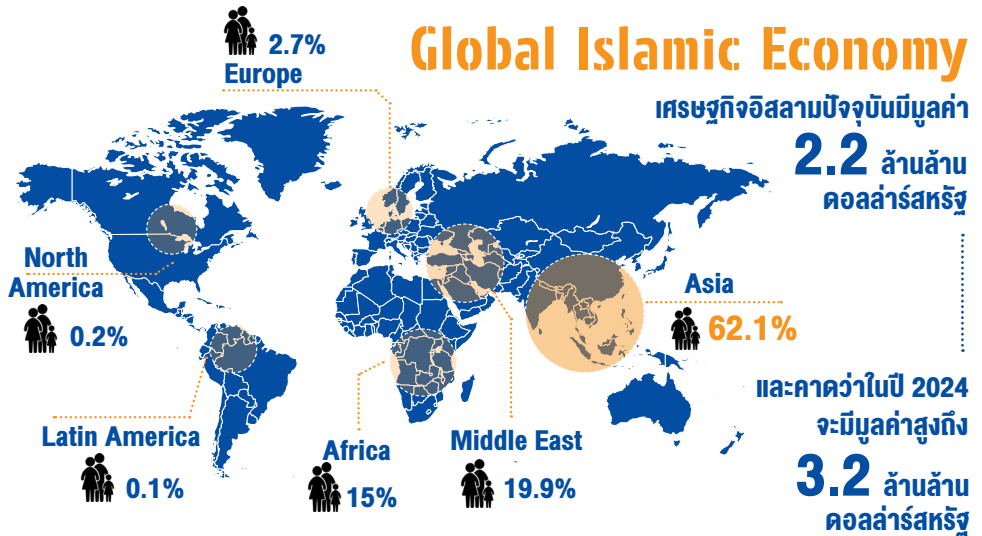 Global Islamic Economy
เศรษฐกิจอิสลามปัจจุบันมีมูลค่า
2.2 ล้านล้าน
ดอลล่าร์สหรัฐ
และคาดว่าในปี 2024
จะมีมูลค่าสูงถึง
3.2 ล้านล้าน
ดอลล่าร์สหรัฐ
2.7%
Europe
North
America
0.2%
Asia
62.1%
Latin America
0.1%
Africa
15%
Middle East
19.9%